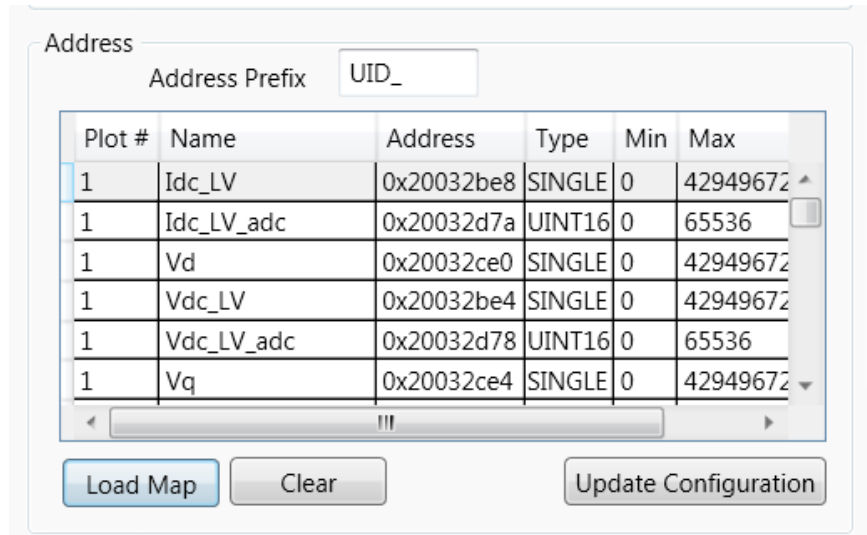 Address
Address Prefix UID_
Plot # Name Address Type Min Max
1 Idc_LV 0x20032be8 SINGLE 0 42949672
1 Idc_LV_adc 0x20032d7a UINT16 0 65536
1 Vd 0x20032ce0 SINGLE 0 42949672
1 Vdc_LV 0x20032be4 SINGLE 0 42949672
1 Vdc_LV_adc 0x20032d78 UINT16 0 65536
1 Vq 0x20032ce4 SINGLE 0 42949672
Load Map Clear Update Configuration